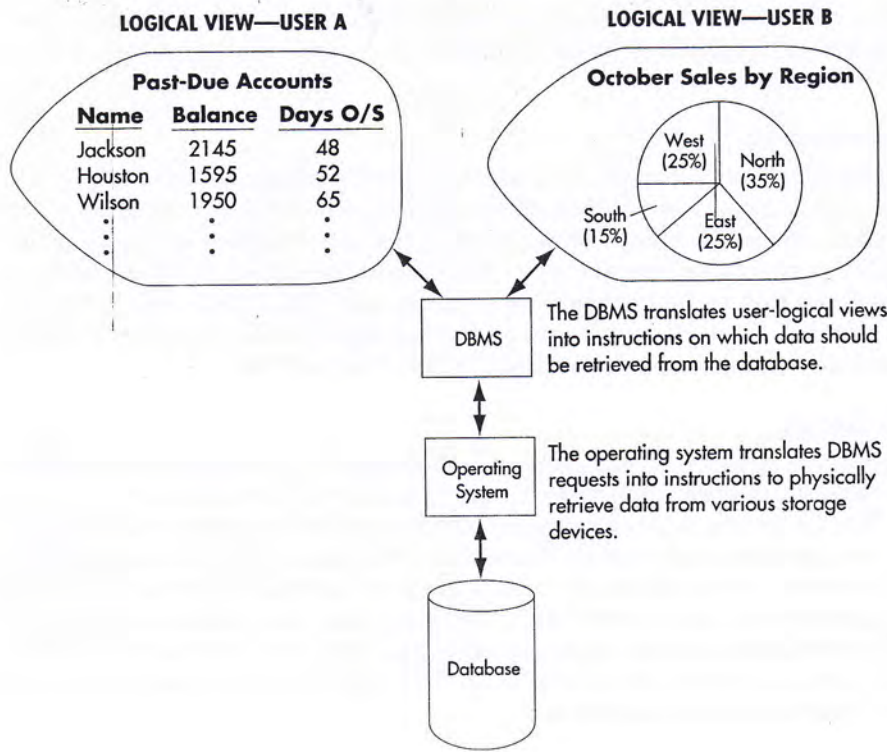 LOGICAL VIEW—USER A
Past-Due Accounts
Name Balance Days O/S
Jackson 2145 48
Houston 1595 52
Wilson 1950 65
LOGICAL VIEW—USER B
October Sales by Region
West
(25%)
North
(35%)
South
(15%)
East
(25%)
DBMS
The DBMS translates user-logical views
into instructions on which data should
be retrieved from the database.
Operating
System
The operating system translates DBMS
requests into instructions to physically
retrieve data from various storage
devices.
Database